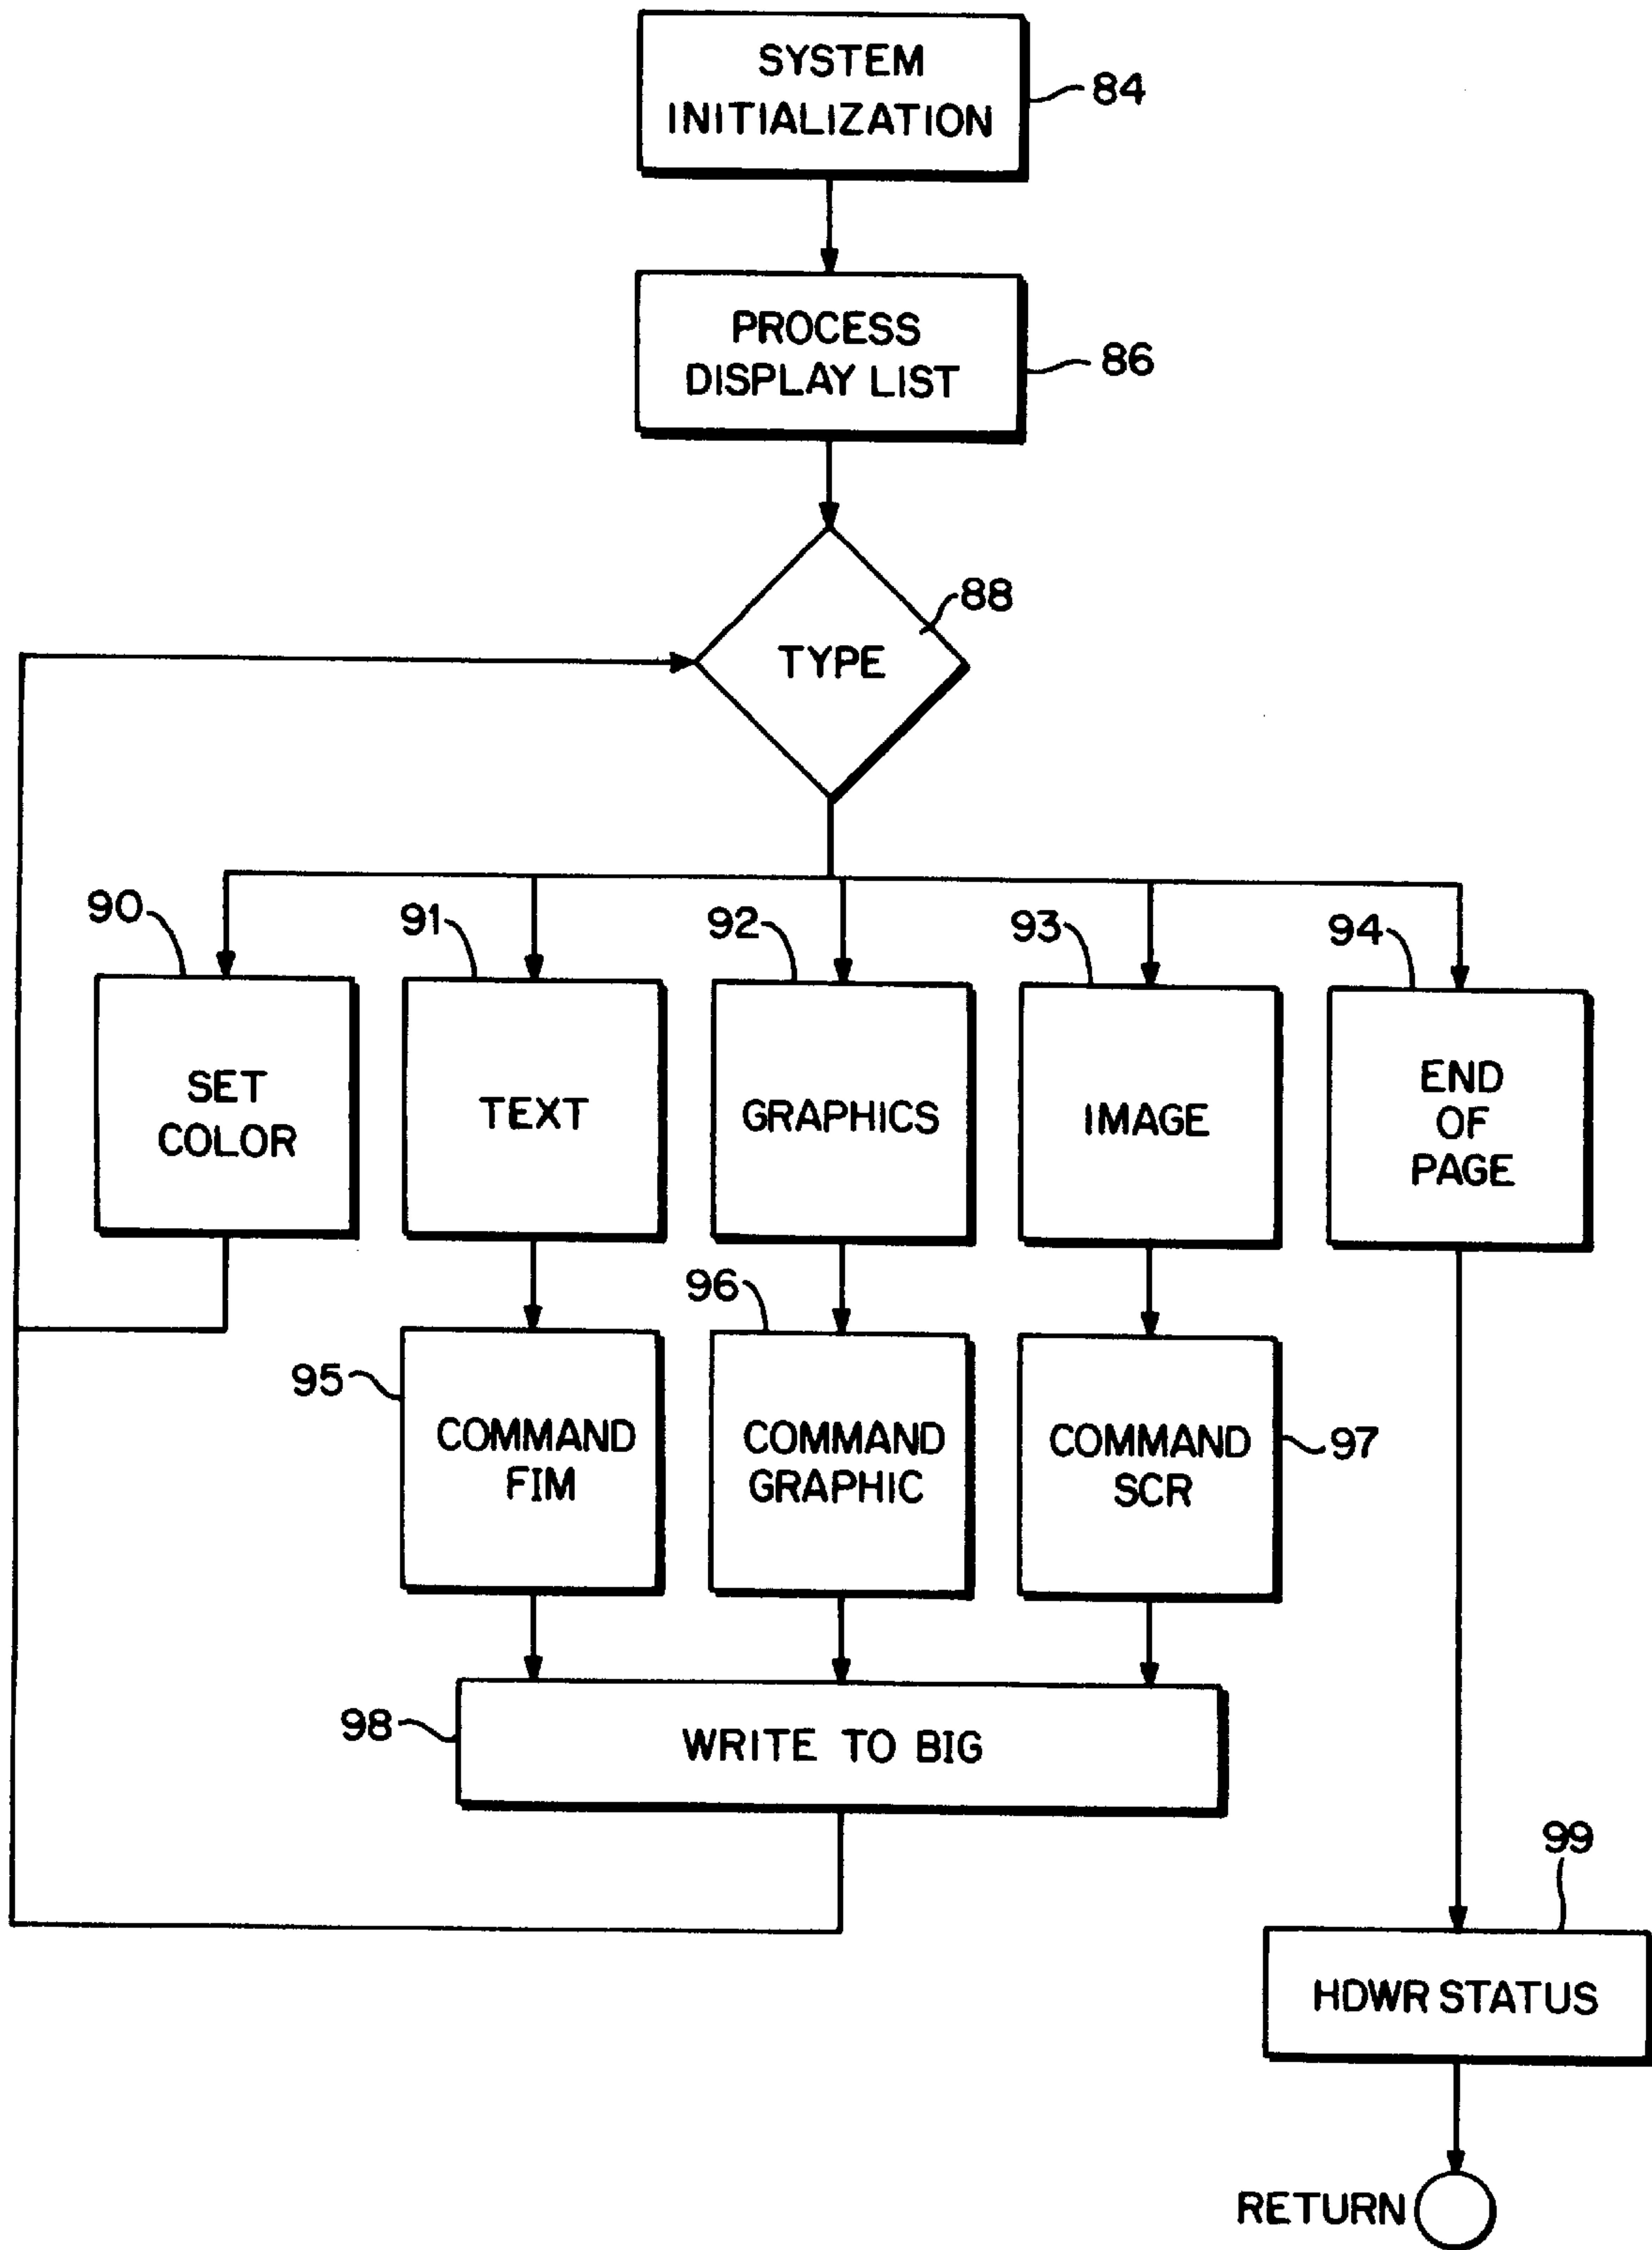 SYSTEM
INITIALIZATION
84
PROCESS
DISPLAY LIST
86
88
TYPE
90
91
92
93
94
SET
COLOR
TEXT
GRAPHICS
IMAGE
END
OF
PAGE
95
96
97
COMMAND
FIM
COMMAND
GRAPHIC
COMMAND
SCR
98
WRITE TO BIG
99
HDWR STATUS
RETURN